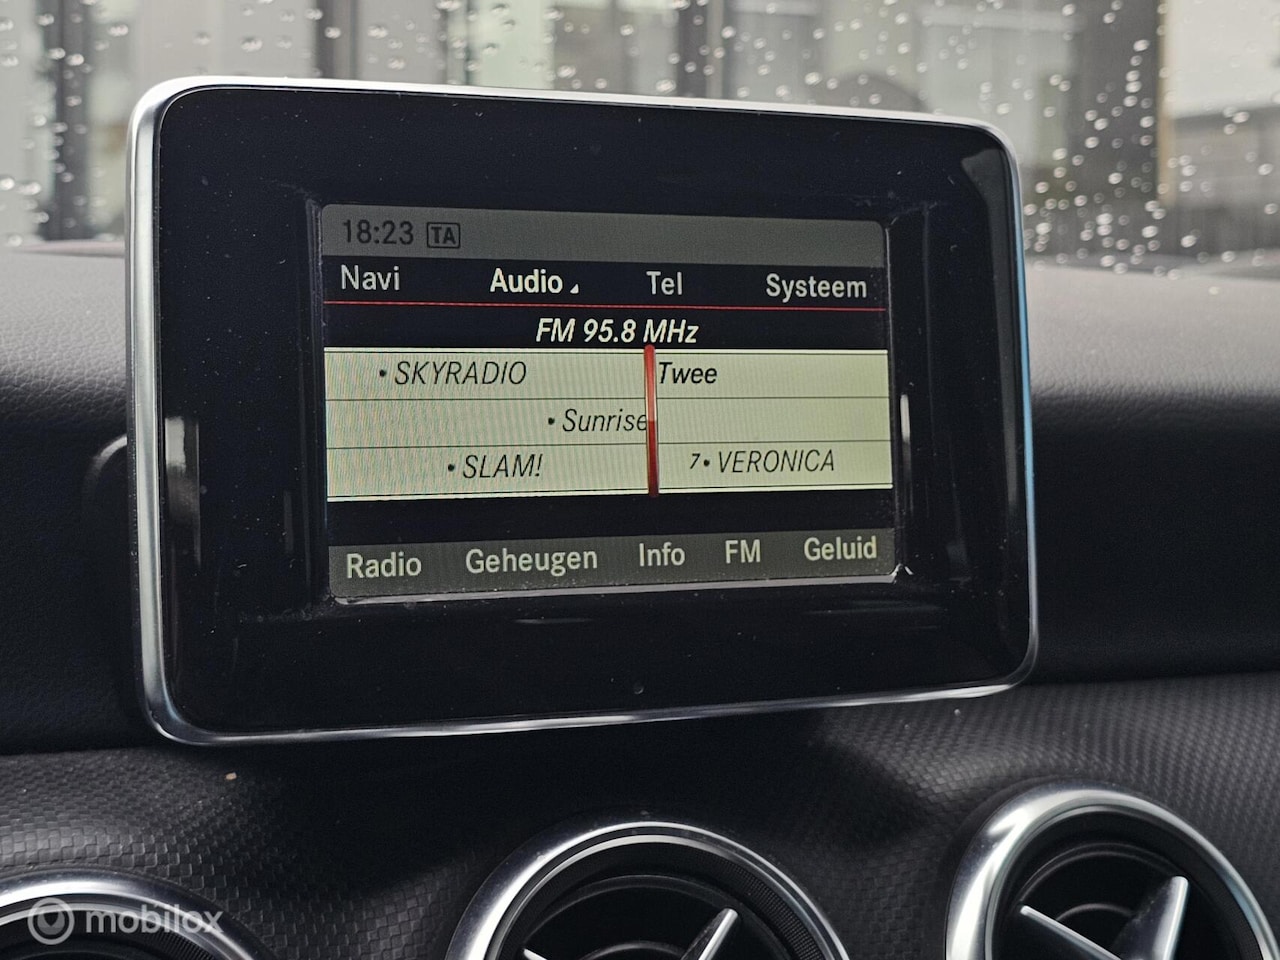 18:23 TA
Navi Audio Tel Systeem
FM 95.8 MHz
• SKYRADIO Twee
• Sunrise
• SLAM! 7• VERONICA
Radio Geheugen Info FM Geluid
mobilox